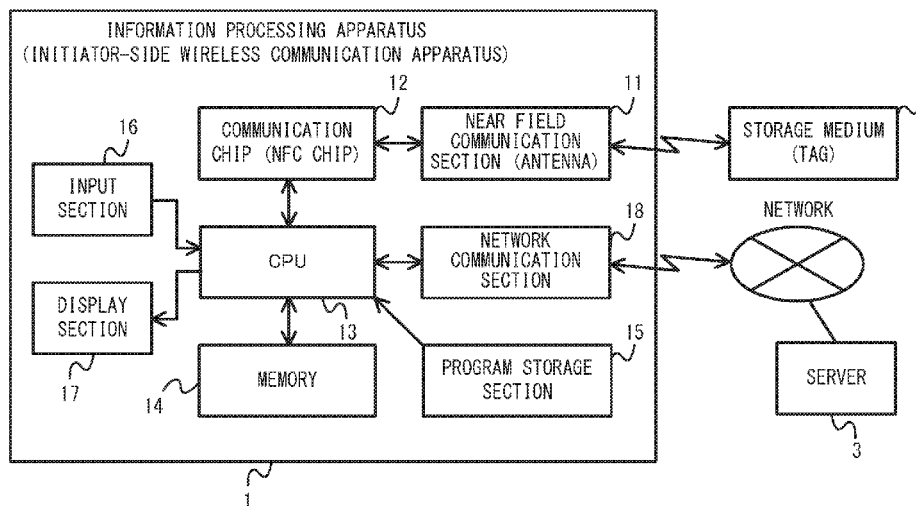 INFORMATION PROCESSING APPARATUS
(INITIATOR-SIDE WIRELESS COMMUNICATION APPARATUS)
12
11
16
COMMUNICATION
CHIP (NFC CHIP)
NEAR FIELD
COMMUNICATION
SECTION (ANTENNA)
STORAGE MEDIUM
(TAG)
INPUT
SECTION
18
NETWORK
CPU
NETWORK
COMMUNICATION
SECTION
DISPLAY
SECTION
13
15
17
14
MEMORY
PROGRAM STORAGE
SECTION
SERVER
3
1